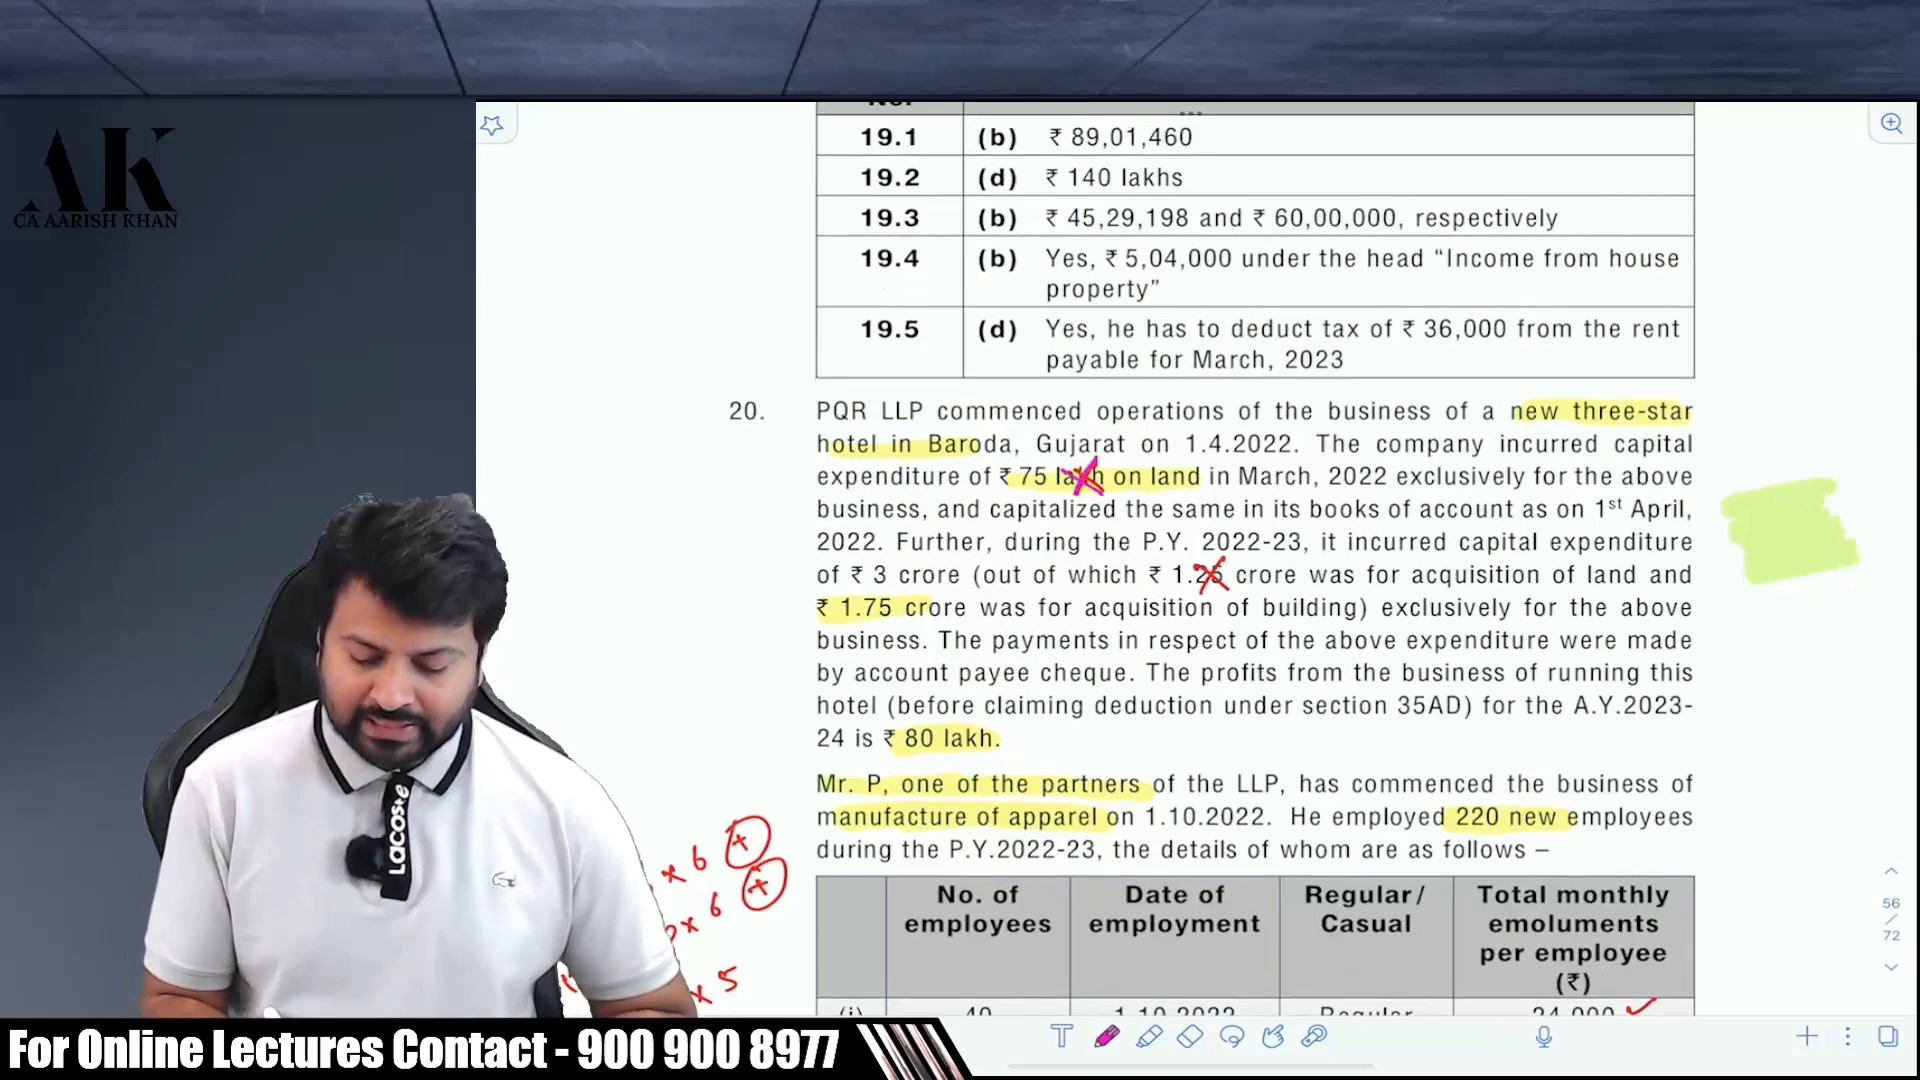 AK
CA AARISH KHAN
19.1 (b) ₹ 89,01,460
19.2 (d) ₹ 140 lakhs
19.3 (b) ₹ 45,29,198 and ₹ 60,00,000, respectively
19.4 (b) Yes, ₹ 5,04,000 under the head “Income from house
property”
19.5 (d) Yes, he has to deduct tax of ₹ 36,000 from the rent
payable for March, 2023
20. PQR LLP commenced operations of the business of a new three-star
hotel in Baroda, Gujarat on 1.4.2022. The company incurred capital
expenditure of ₹ 75 lakh on land in March, 2022 exclusively for the above
business, and capitalized the same in its books of account as on 1st April,
2022. Further, during the P.Y. 2022-23, it incurred capital expenditure
of ₹ 3 crore (out of which ₹ 1.25 crore was for acquisition of land and
₹ 1.75 crore was for acquisition of building) exclusively for the above
business. The payments in respect of the above expenditure were made
by account payee cheque. The profits from the business of running this
hotel (before claiming deduction under section 35AD) for the A.Y.2023-
24 is ₹ 80 lakh.
Mr. P, one of the partners of the LLP, has commenced the business of
manufacture of apparel on 1.10.2022. He employed 220 new employees
during the P.Y.2022-23, the details of whom are as follows –
No. of employees Date of employment Regular/ Casual Total monthly emoluments per employee (₹)
(i) 40 1.10.2022 Regular 24,000
x 6 +
x 6 +
x 5
56
/
72
Lacoste
T
For Online Lectures Contact - 900 900 8977